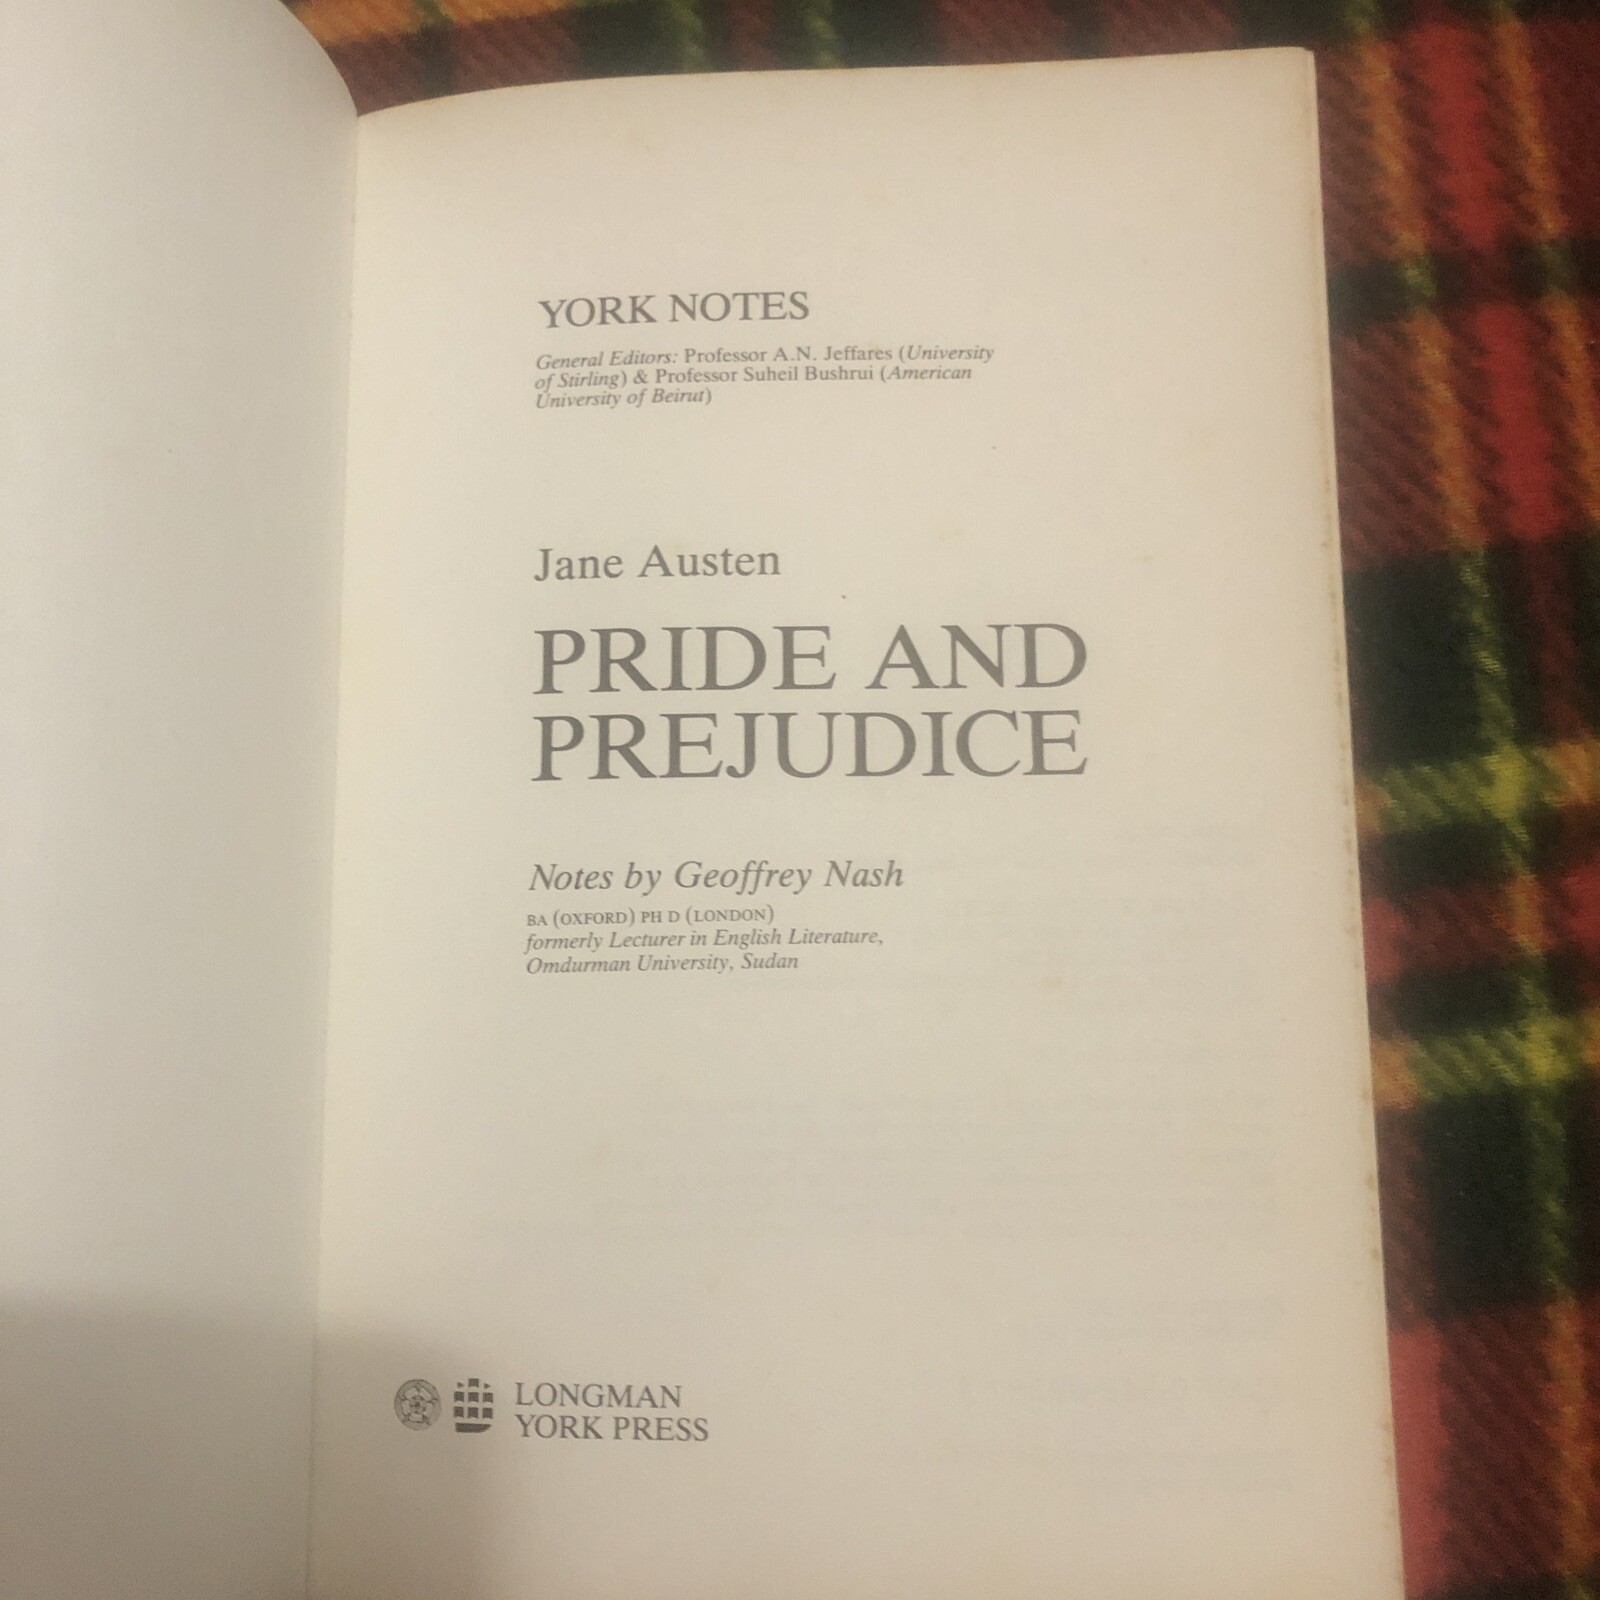 YORK NOTES
General Editors: Professor A.N. Jeffares (University
of Stirling) & Professor Suheil Bushrui (American
University of Beirut)
Jane Austen
PRIDE AND
PREJUDICE
Notes by Geoffrey Nash
BA (OXFORD) PH D (LONDON)
formerly Lecturer in English Literature,
Omdurman University, Sudan
LONGMAN
YORK PRESS